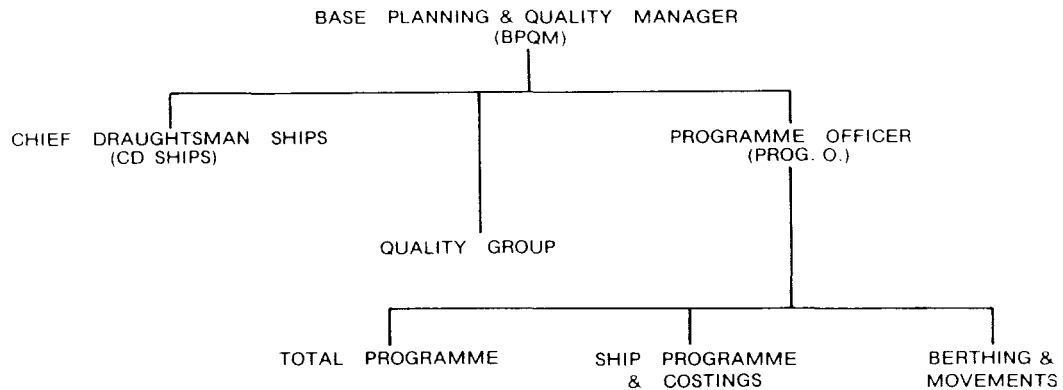 BASE PLANNING & QUALITY MANAGER
(BPQM)
CHIEF DRAUGHTSMAN SHIPS
(CD SHIPS)
PROGRAMME OFFICER
(PROG. O.)
QUALITY GROUP
TOTAL PROGRAMME
SHIP PROGRAMME
& COSTINGS
BERTHING &
MOVEMENTS